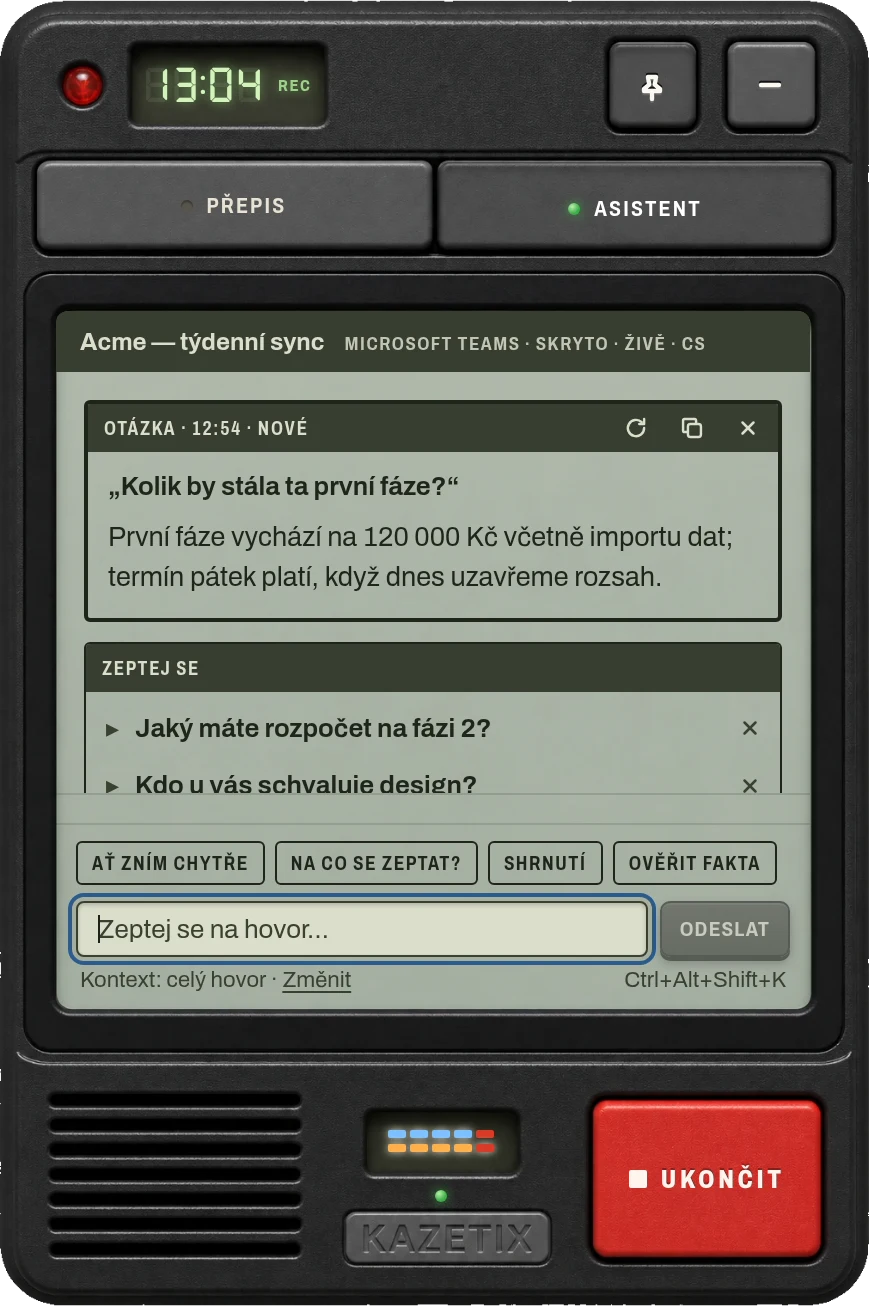 13:04 REC
PŘEPIS
ASISTENT
Acme — týdenní sync MICROSOFT TEAMS · SKRYTO · ŽIVĚ · CS
OTÁZKA · 12:54 · NOVÉ
„Kolik by stála ta první fáze?“
První fáze vychází na 120 000 Kč včetně importu dat;
termín pátek platí, když dnes uzavřeme rozsah.
ZEPTEJ SE
Jaký máte rozpočet na fázi 2?
Kdo u vás schvaluje design?
AŤ ZNÍM CHYTŘE
NA CO SE ZEPTAT?
SHRNUTÍ
OVĚŘIT FAKTA
Zeptej se na hovor...
ODESLAT
Kontext: celý hovor · Změnit
Ctrl+Alt+Shift+K
UKONČIT
KAZETIX